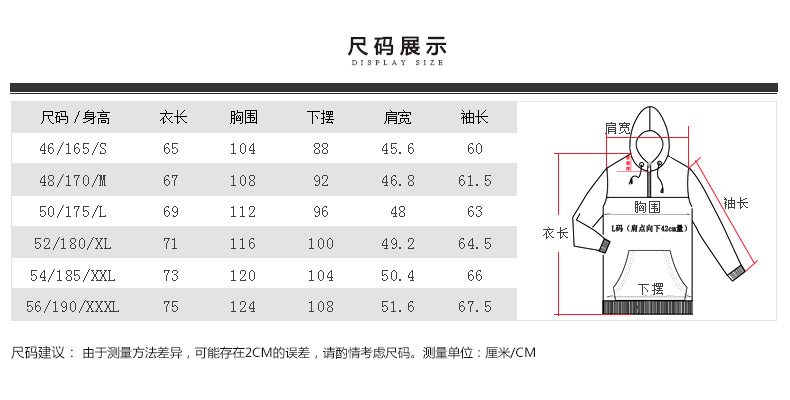 尺码展示
DISPLAY SIZE
尺码 / 身高 衣长 胸围 下摆 肩宽 袖长
46/165/S 65 104 88 45.6 60
48/170/M 67 108 92 46.8 61.5
50/175/L 69 112 96 48 63
52/180/XL 71 116 100 49.2 64.5
54/185/XXL 73 120 104 50.4 66
56/190/XXXL 75 124 108 51.6 67.5
肩宽
袖长
胸围
L码（肩点向下42cm量）
衣长
下摆
尺码建议： 由于测量方法差异，可能存在2CM的误差，请酌情考虑尺码。测量单位：厘米/CM